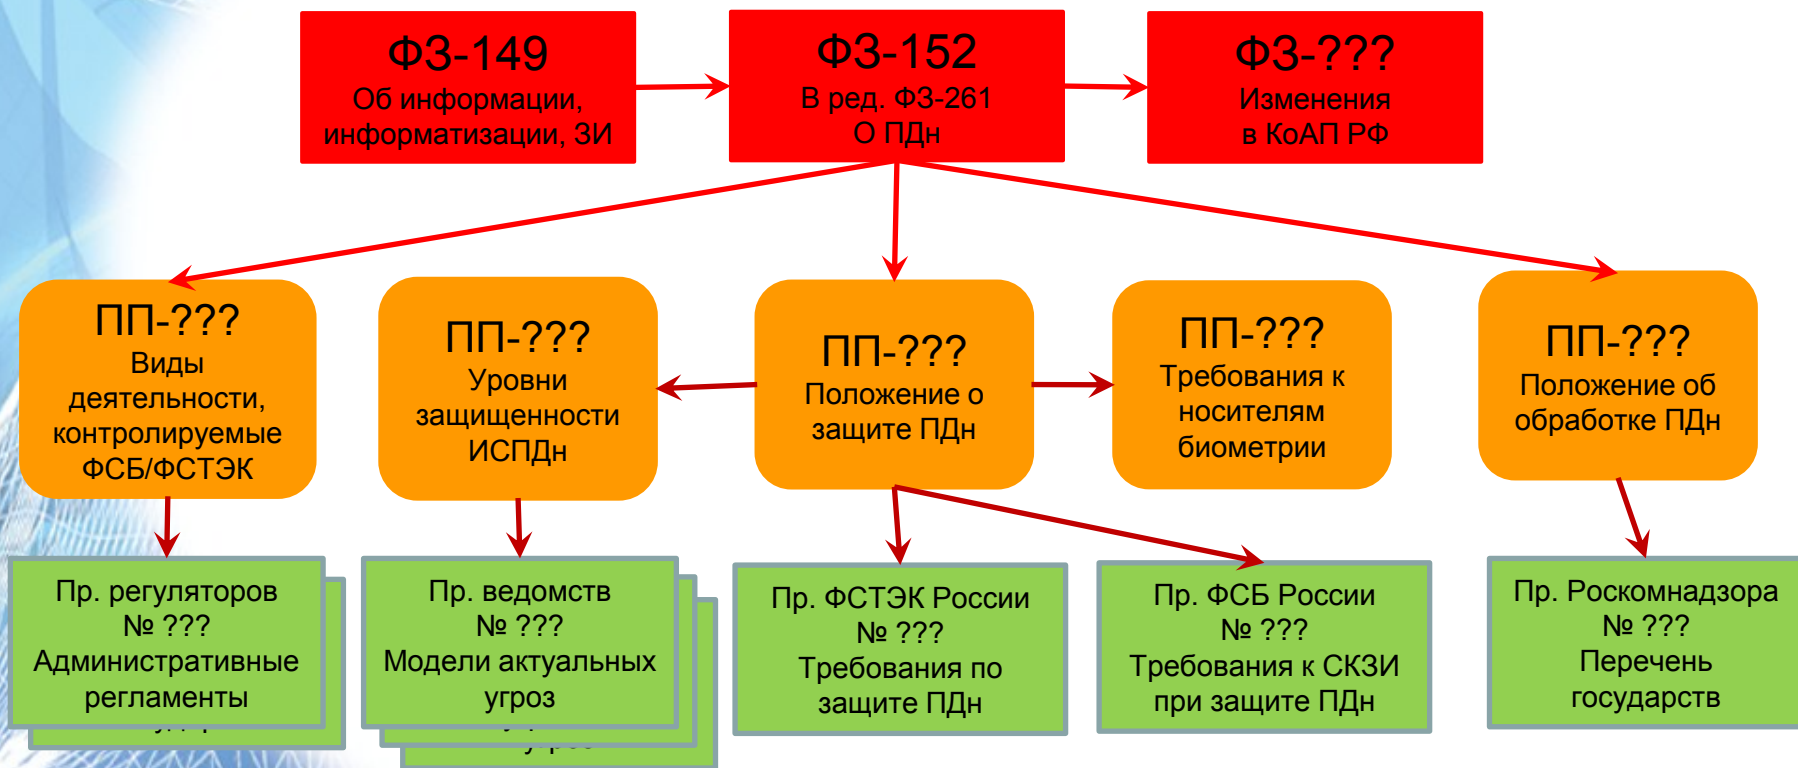 ФЗ-149
Об информации,
информатизации, ЗИ
ФЗ-152
В ред. ФЗ-261
О ПДн
ФЗ-???
Изменения
в КоАП РФ
ПП-???
Виды
деятельности,
контролируемые
ФСБ/ФСТЭК
ПП-???
Уровни
защищенности
ИСПДн
ПП-???
Положение о
защите ПДн
ПП-???
Требования к
носителям
биометрии
ПП-???
Положение об
обработке ПДн
Пр. регуляторов
№ ???
Административные
регламенты
Пр. ведомств
№ ???
Модели актуальных
угроз
Пр. ФСТЭК России
№ ???
Требования по
защите ПДн
Пр. ФСБ России
№ ???
Требования к СКЗИ
при защите ПДн
Пр. Роскомнадзора
№ ???
Перечень
государств